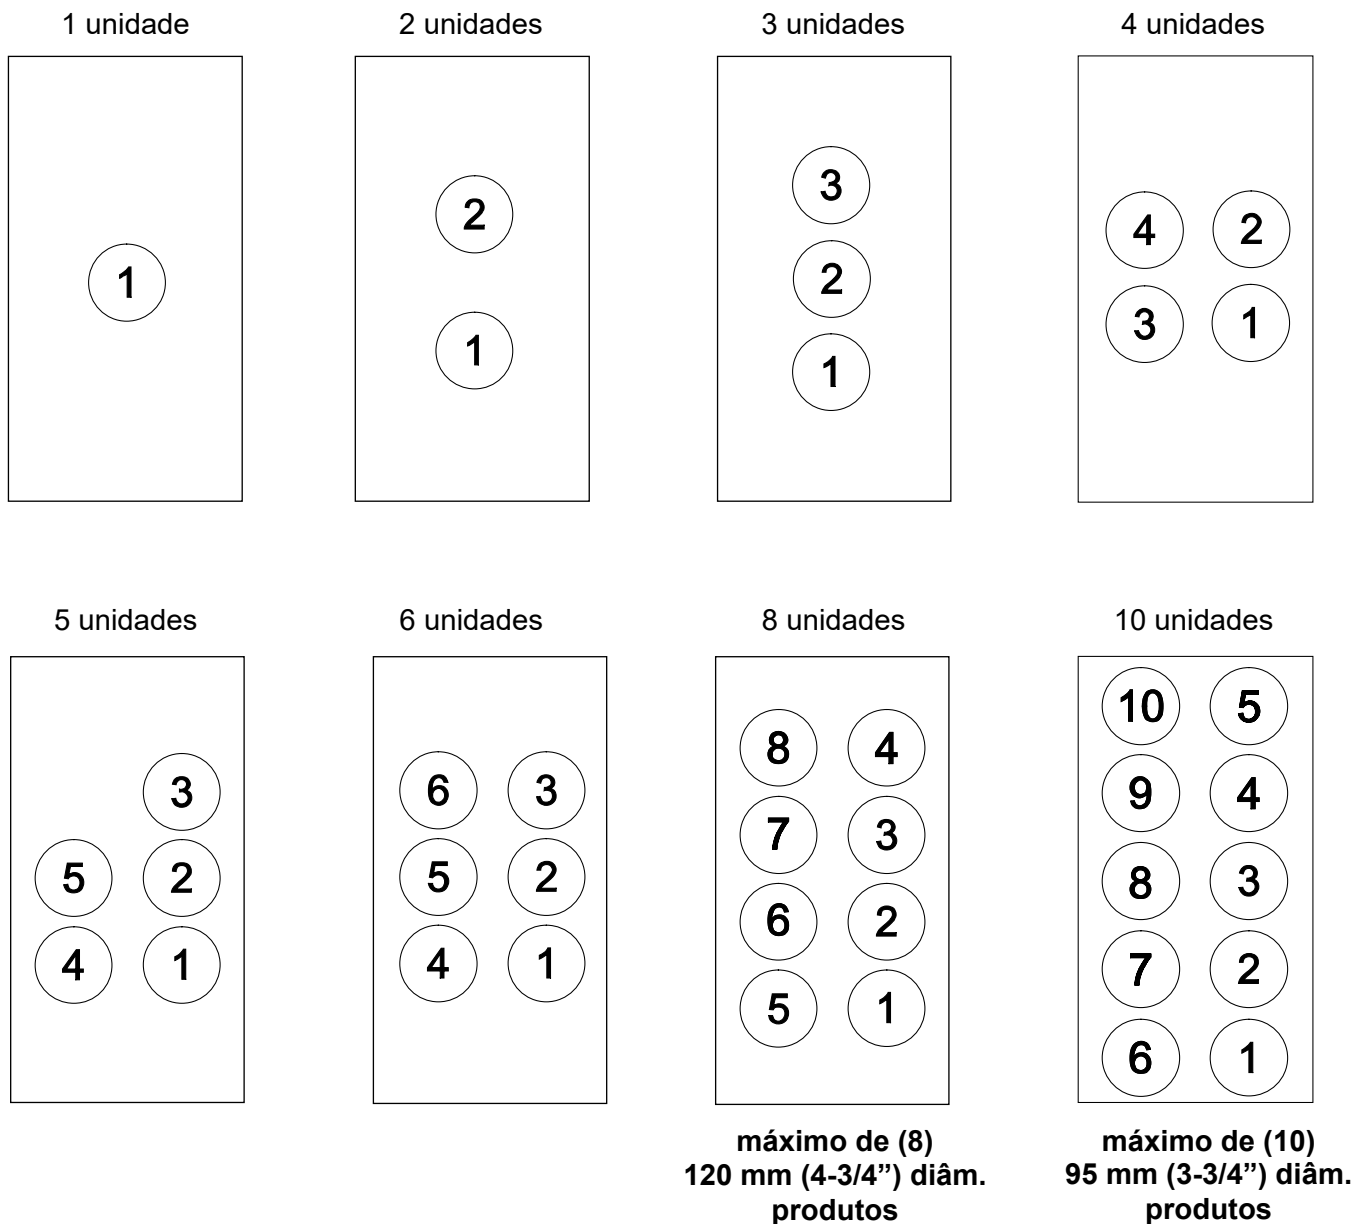 1 unidade
2 unidades
3 unidades
4 unidades
1
2
1
3
2
1
4 2
3 1
5 unidades
6 unidades
8 unidades
10 unidades
3
5 2
4 1
6 3
5 2
4 1
8 4
7 3
6 2
5 1
10 5
9 4
8 3
7 2
6 1
máximo de (8)
120 mm (4-3/4”) diâm.
produtos
máximo de (10)
95 mm (3-3/4”) diâm.
produtos